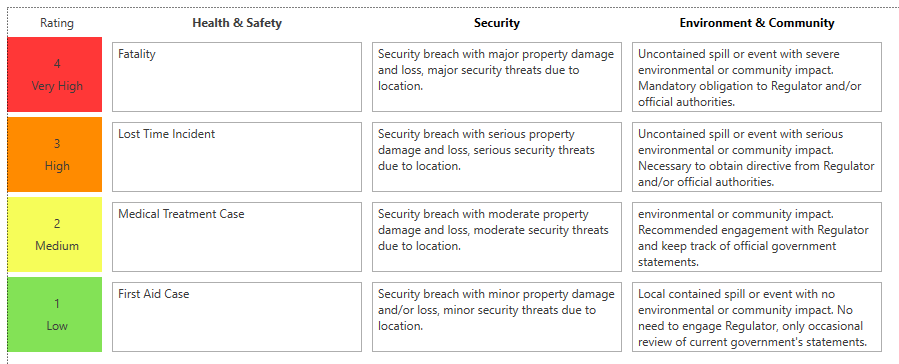 Rating
Health & Safety
Security
Environment & Community
4
Very High
Fatality
Security breach with major property damage
and loss, major security threats due to
location.
Uncontained spill or event with severe
environmental or community impact.
Mandatory obligation to Regulator and/or
official authorities.
3
High
Lost Time Incident
Security breach with serious property
damage and loss, serious security threats
due to location.
Uncontained spill or event with serious
environmental or community impact.
Necessary to obtain directive from Regulator
and/or official authorities.
2
Medium
Medical Treatment Case
Security breach with moderate property
damage and loss, moderate security threats
due to location.
environmental or community impact.
Recommended engagement with Regulator
and keep track of official government
statements.
1
Low
First Aid Case
Security breach with minor property damage
and/or loss, minor security threats due to
location.
Local contained spill or event with no
environmental or community impact. No
need to engage Regulator, only occasional
review of current government's statements.